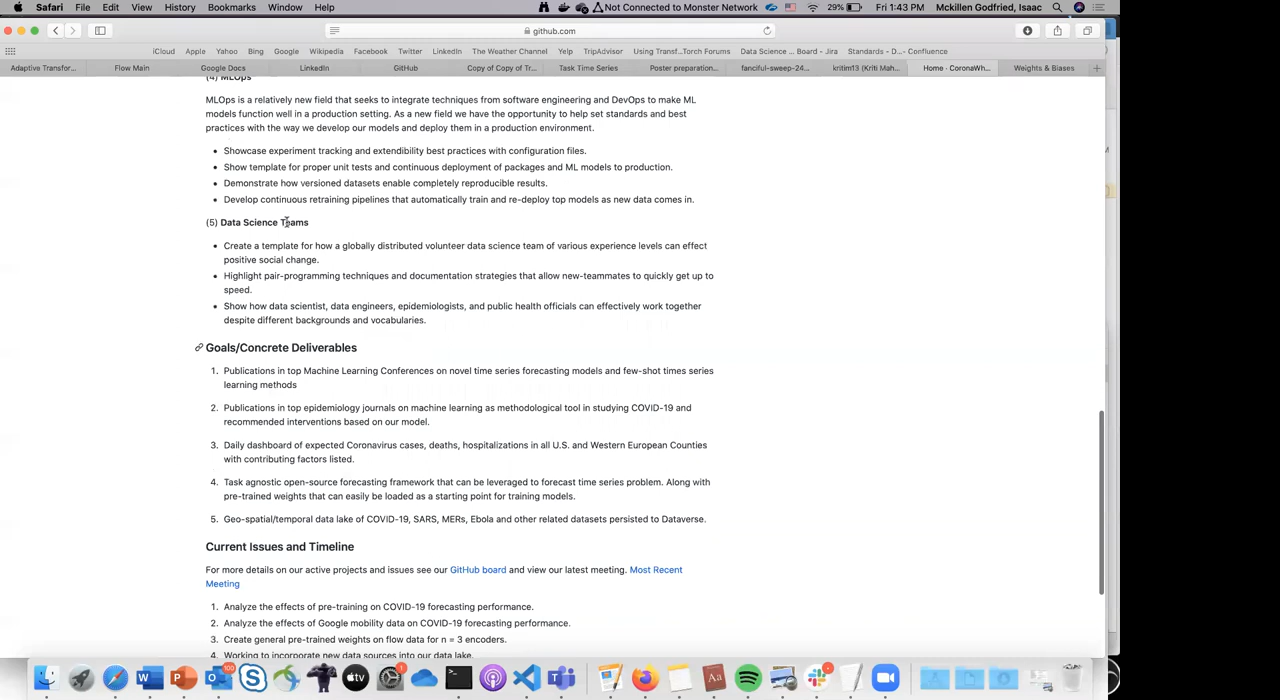 Safari File Edit View History Bookmarks Window Help Not Connected to Monster Network 29% Fri 1:43 PM Mckillen Godfried, Isaac
github.com
iCloud Apple Yahoo Bing Google Wikipedia Facebook Twitter LinkedIn The Weather Channel Yelp TripAdvisor Using Transf...Torch Forums Data Science ... Board - Jira Standards - D...- Confluence
Adaptive Transfor... Flow Main Google Docs LinkedIn GitHub Copy of Copy of Tr... Task Time Series Poster preparation... fanciful-sweep-24... kritim13 (Kriti Mah... Home · CoronaWh... Weights & Biases
(4) MLOps
MLOps is a relatively new field that seeks to integrate techniques from software engineering and DevOps to make ML
models function well in a production setting. As a new field we have the opportunity to help set standards and best
practices with the way we develop our models and deploy them in a production environment.
• Showcase experiment tracking and extendibility best practices with configuration files.
• Show template for proper unit tests and continuous deployment of packages and ML models to production.
• Demonstrate how versioned datasets enable completely reproducible results.
• Develop continuous retraining pipelines that automatically train and re-deploy top models as new data comes in.
(5) Data Science Teams
• Create a template for how a globally distributed volunteer data science team of various experience levels can effect
positive social change.
• Highlight pair-programming techniques and documentation strategies that allow new-teammates to quickly get up to
speed.
• Show how data scientist, data engineers, epidemiologists, and public health officials can effectively work together
despite different backgrounds and vocabularies.
Goals/Concrete Deliverables
1. Publications in top Machine Learning Conferences on novel time series forecasting models and few-shot times series
learning methods
2. Publications in top epidemiology journals on machine learning as methodological tool in studying COVID-19 and
recommended interventions based on our model.
3. Daily dashboard of expected Coronavirus cases, deaths, hospitalizations in all U.S. and Western European Counties
with contributing factors listed.
4. Task agnostic open-source forecasting framework that can be leveraged to forecast time series problem. Along with
pre-trained weights that can easily be loaded as a starting point for training models.
5. Geo-spatial/temporal data lake of COVID-19, SARS, MERs, Ebola and other related datasets persisted to Dataverse.
Current Issues and Timeline
For more details on our active projects and issues see our GitHub board and view our latest meeting. Most Recent
Meeting
1. Analyze the effects of pre-training on COVID-19 forecasting performance.
2. Analyze the effects of Google mobility data on COVID-19 forecasting performance.
3. Create general pre-trained weights on flow data for n = 3 encoders.
4. Working to incorporate new data sources into our data lake.
100 1
tv Aa